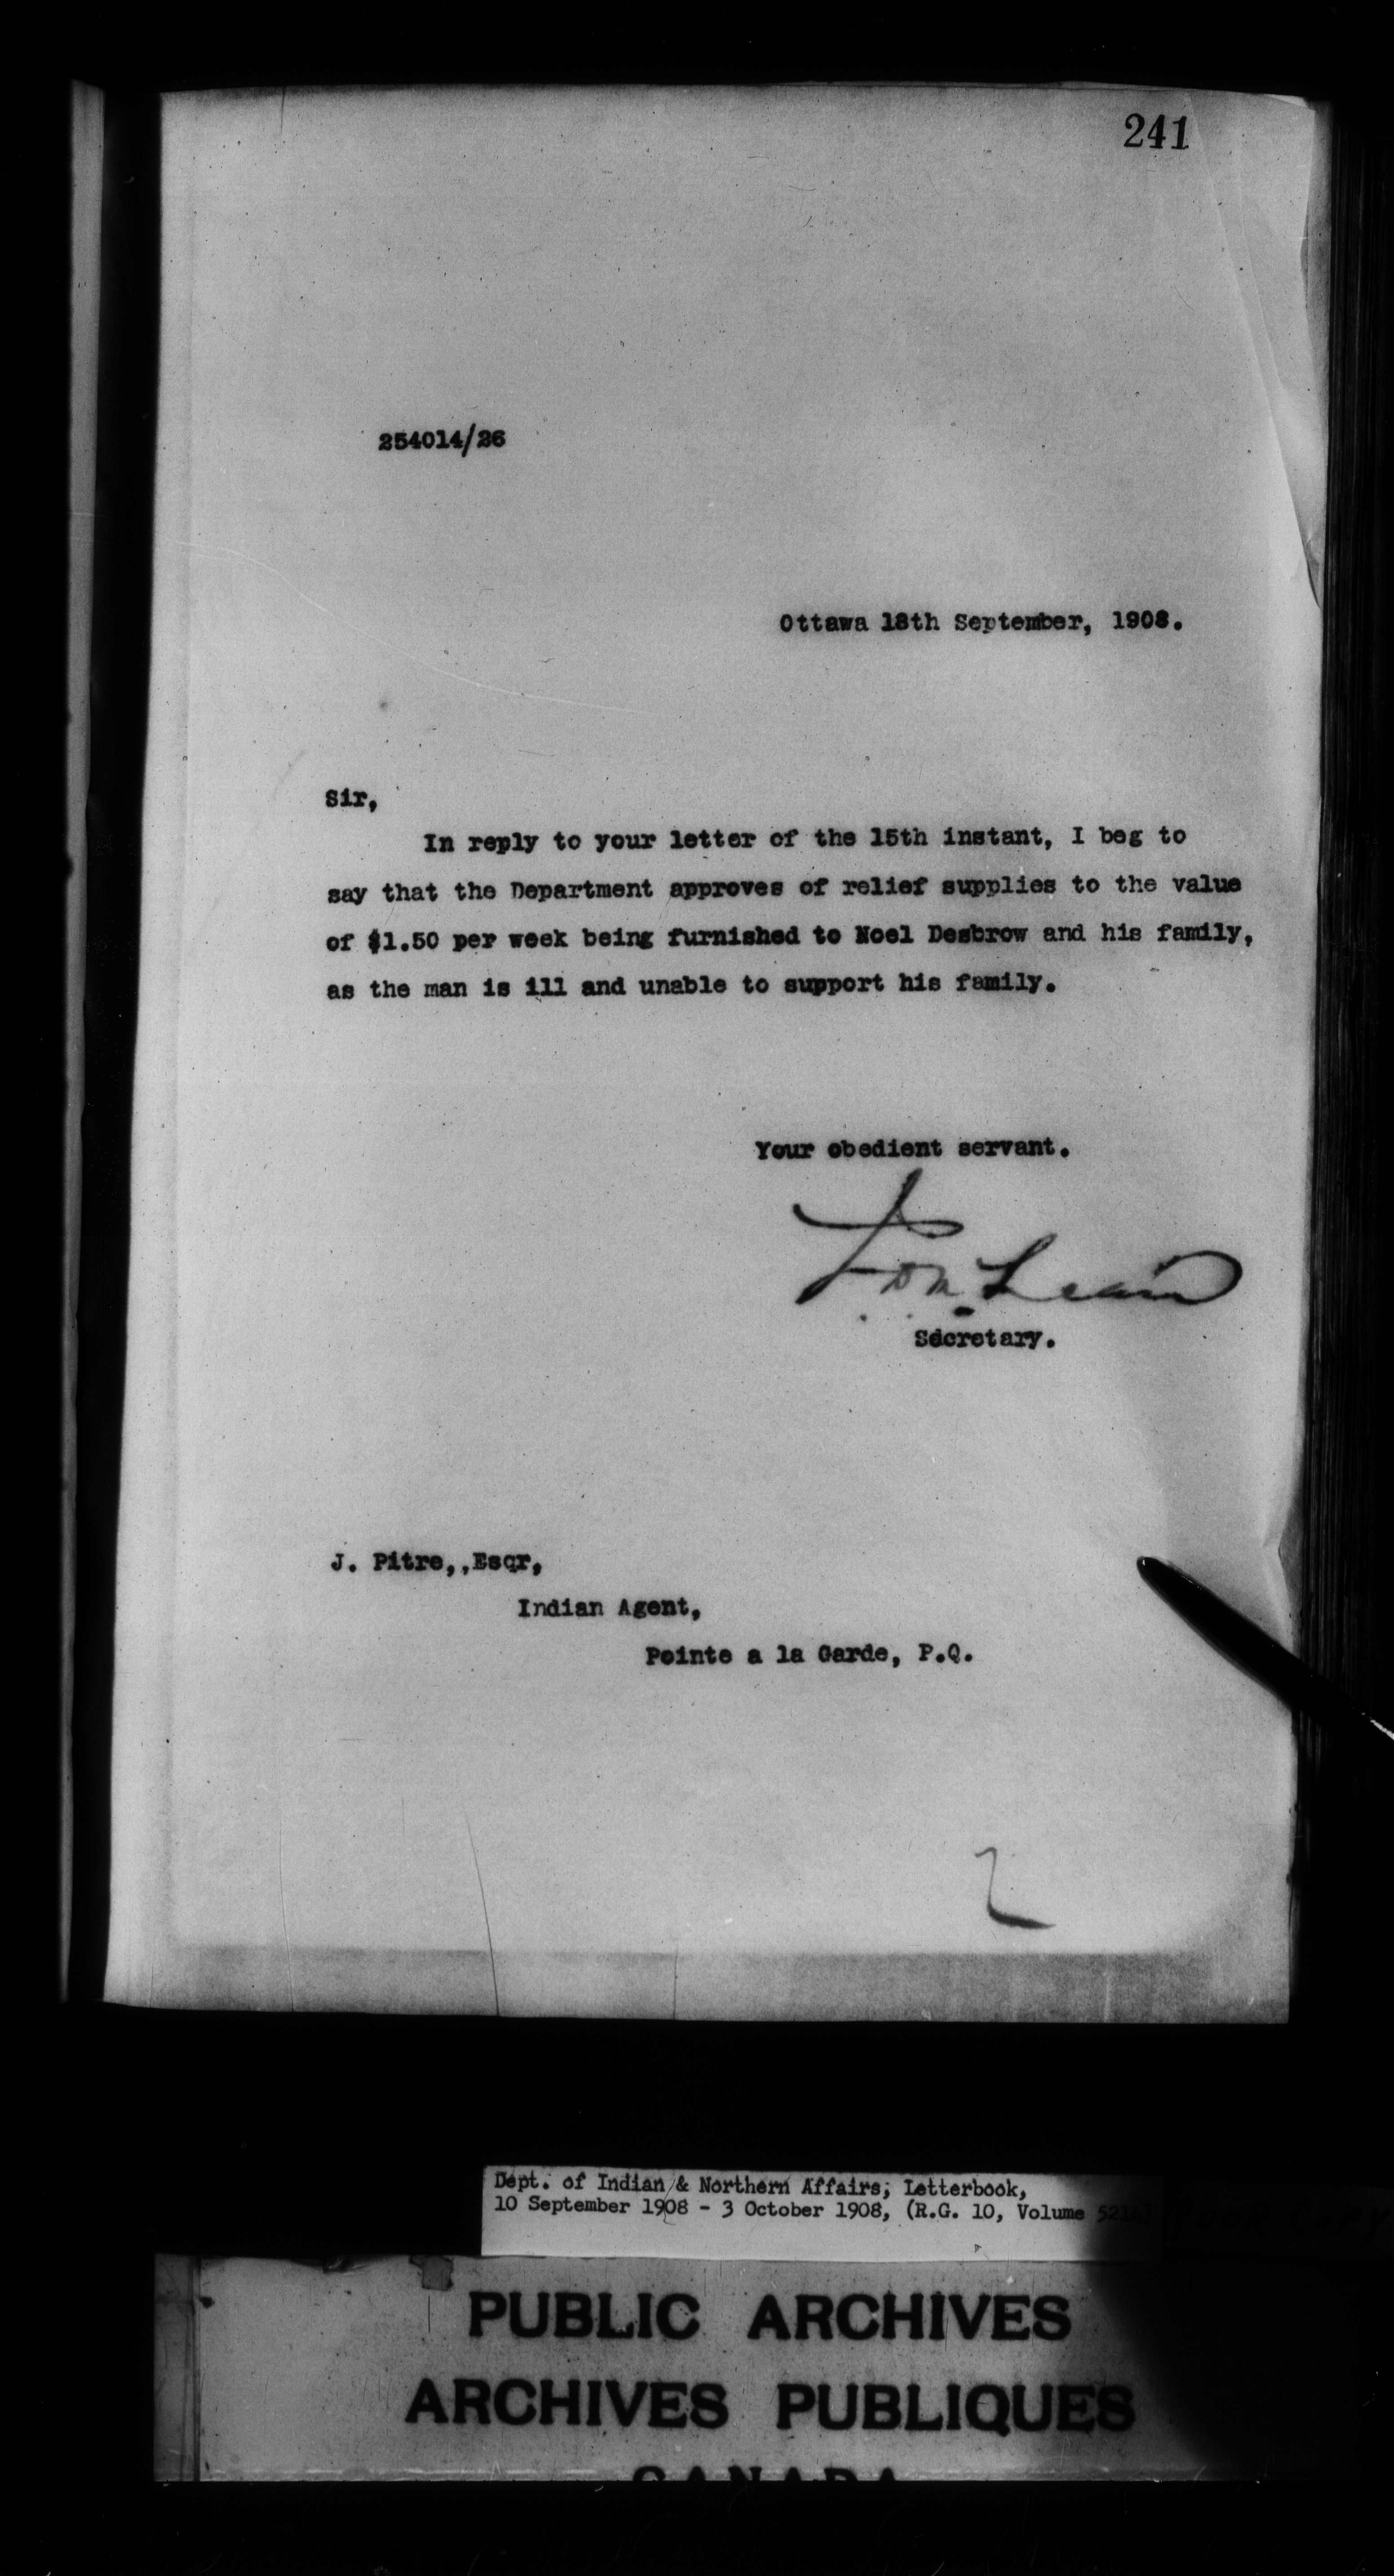 241
254014/26
Ottawa 18th September, 1908.
Sir,
In reply to your letter of the 15th instant, I beg to
say that the Department approves of relief supplies to the value
of $1.50 per week being furnished to Noel Desbrow and his family,
as the man is ill and unable to support his family.
Your obedient servant.
Secretary.
J. Pitre,,Esqr,
Indian Agent,
Pointe a la Garde, P.Q.
2
Dept. of Indian & Northern Affairs; Letterbook,
10 September 1908 - 3 October 1908, (R.G. 10, Volume
PUBLIC ARCHIVES
ARCHIVES PUBLIQUES
CANADA